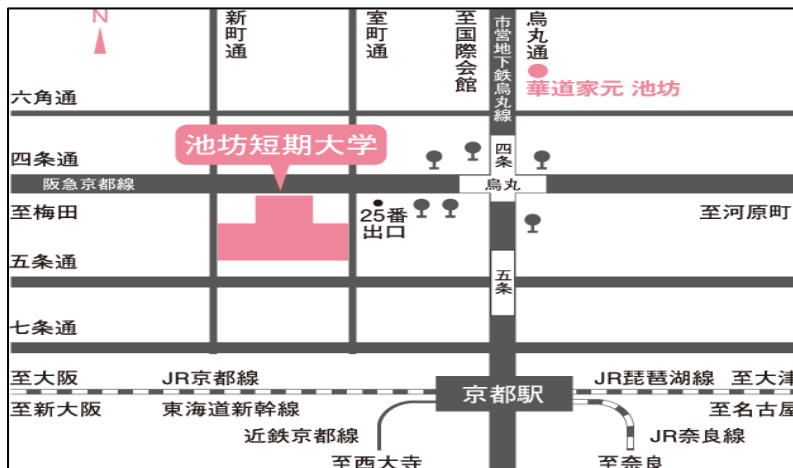 N
新町通
室町通
至国際会館
市営地下鉄烏丸線
烏丸通
華道家元 池坊
六角通
池坊短期大学
四条通
四条
阪急京都線
烏丸
至梅田
25番
出口
至河原町
五条通
五条
七条通
至大阪
JR京都線
京都駅
JR琵琶湖線
至大津
至新大阪
東海道新幹線
至名古屋
近鉄京都線
JR奈良線
至西大寺
至奈良